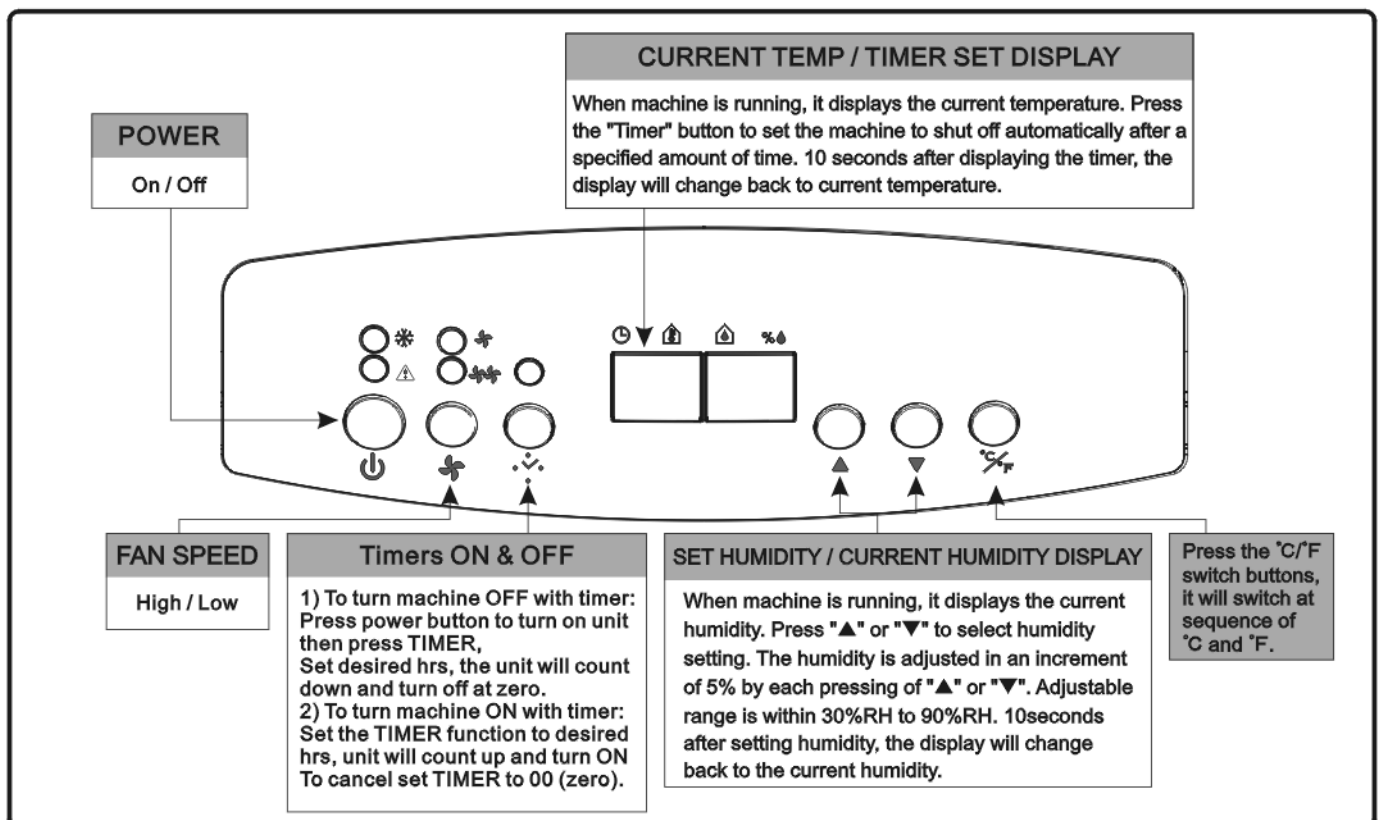 CURRENT TEMP / TIMER SET DISPLAY
When machine is running, it displays the current temperature. Press
the "Timer" button to set the machine to shut off automatically after a
specified amount of time. 10 seconds after displaying the timer, the
display will change back to current temperature.
POWER
On / Off
%
°C/°F
FAN SPEED
High / Low
Timers ON & OFF
1) To turn machine OFF with timer:
Press power button to turn on unit
then press TIMER,
Set desired hrs, the unit will count
down and turn off at zero.
2) To turn machine ON with timer:
Set the TIMER function to desired
hrs, unit will count up and turn ON
To cancel set TIMER to 00 (zero).
SET HUMIDITY / CURRENT HUMIDITY DISPLAY
When machine is running, it displays the current
humidity. Press "▲" or "▼" to select humidity
setting. The humidity is adjusted in an increment
of 5% by each pressing of "▲" or "▼". Adjustable
range is within 30%RH to 90%RH. 10seconds
after setting humidity, the display will change
back to the current humidity.
Press the °C/°F
switch buttons,
it will switch at
sequence of
°C and °F.